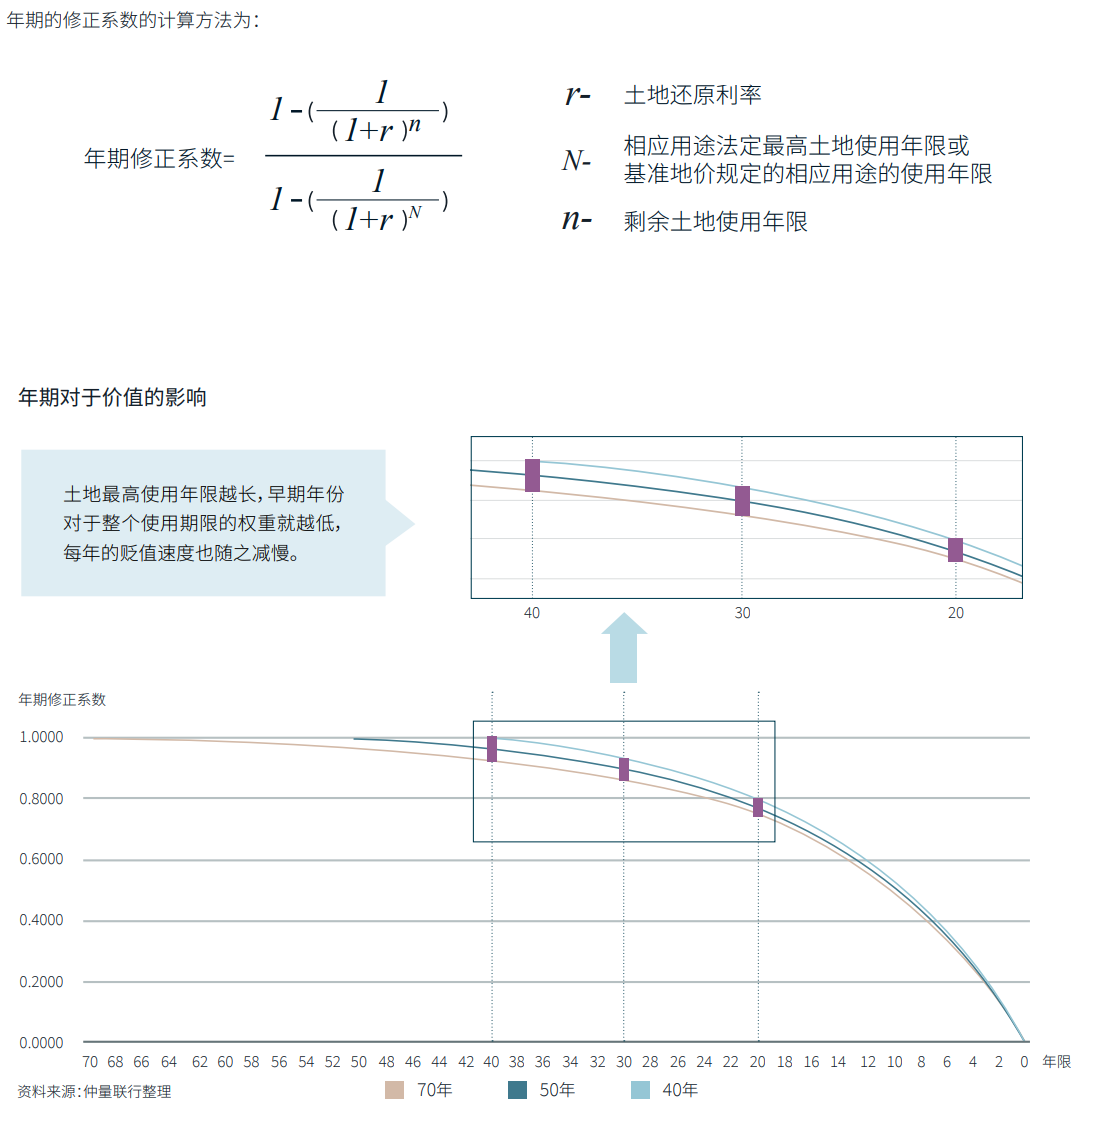 年期的修正系数的计算方法为：
年期修正系数=
1-(
1
(1+r)n
)
1-(
1
(1+r)N
)
r- 土地还原利率
N- 相应用途法定最高土地使用年限或
基准地价规定的相应用途的使用年限
n- 剩余土地使用年限
年期对于价值的影响
土地最高使用年限越长，早期年份
对于整个使用期限的权重就越低，
每年的贬值速度也随之减慢。
40 30 20
年期修正系数
1.0000
0.8000
0.6000
0.4000
0.2000
0.0000
70 68 66 64 62 60 58 56 54 52 50 48 46 44 42 40 38 36 34 32 30 28 26 24 22 20 18 16 14 12 10 8 6 4 2 0 年限
资料来源：仲量联行整理
70年 50年 40年